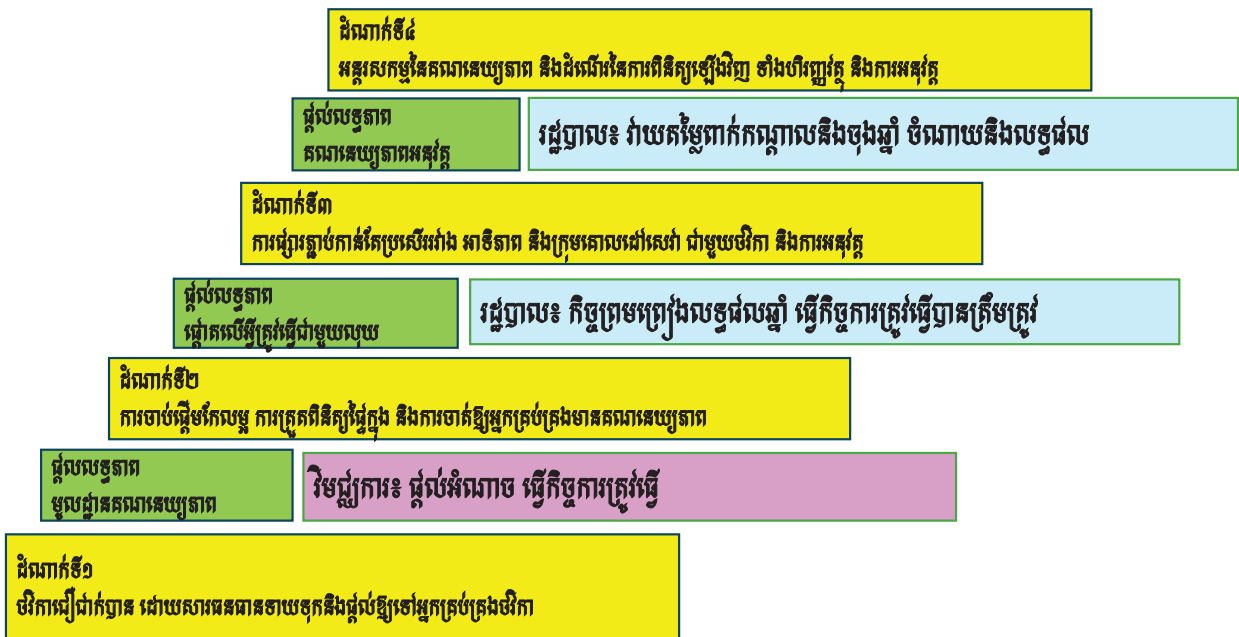 ដំណាក់ទី៤
អន្តរសកម្មនៃគណនេយ្យភាព និងដំណើរនៃការពិនិត្យឡើងវិញ ទាំងហិរញ្ញវត្ថុ និងការអនុវត្ត
ផ្តល់លទ្ធភាព
គណនេយ្យភាពអនុវត្ត
រដ្ឋបាល៖ វាយតម្លៃពាក់កណ្តាលនិងចុងឆ្នាំ ចំណាយនិងលទ្ធផល
ដំណាក់ទី៣
ការផ្សារភ្ជាប់កាន់តែប្រសើររវាង អាទិភាព និងក្រុមគោលដៅសេវា ជាមួយថវិកា និងការអនុវត្ត
ផ្តល់លទ្ធភាព
ផ្តោតលើអ្វីត្រូវធ្វើជាមួយលុយ
រដ្ឋបាល៖ កិច្ចព្រមព្រៀងលទ្ធផលឆ្នាំ ធ្វើកិច្ចការត្រូវធ្វើបានត្រឹមត្រូវ
ដំណាក់ទី២
ការចាប់ផ្តើមកែលម្អ ការត្រួតពិនិត្យផ្ទៃក្នុង និងការចាត់ឱ្យអ្នកគ្រប់គ្រងមានគណនេយ្យភាព
ផ្តលលទ្ធភាព
មូលដ្ឋានគណនេយ្យភាព
វិមជ្ឈការ៖ ផ្តល់អំណាច ធ្វើកិច្ចការត្រូវធ្វើ
ដំណាក់ទី១
ថវិកាជឿជាក់បាន ដោយសារធនធានទាយទុកនិងផ្តល់ឱ្យទៅអ្នកគ្រប់គ្រងថវិកា